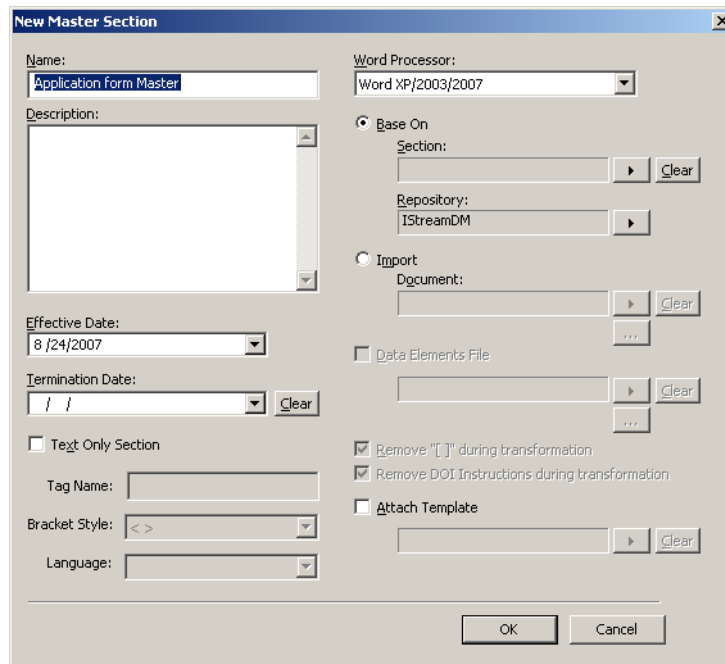 New Master Section
Name:
Application form Master
Description:
Effective Date:
8 /24/2007
Termination Date:
/ /
Clear
Text Only Section
Tag Name:
Bracket Style:
< >
Language:
Word Processor:
Word XP/2003/2007
Base On
Section:
Clear
Repository:
IStreamDM
Import
Document:
Clear
...
Data Elements File
Clear
...
Remove "[ ]" during transformation
Remove DOI Instructions during transformation
Attach Template
Clear
OK
Cancel